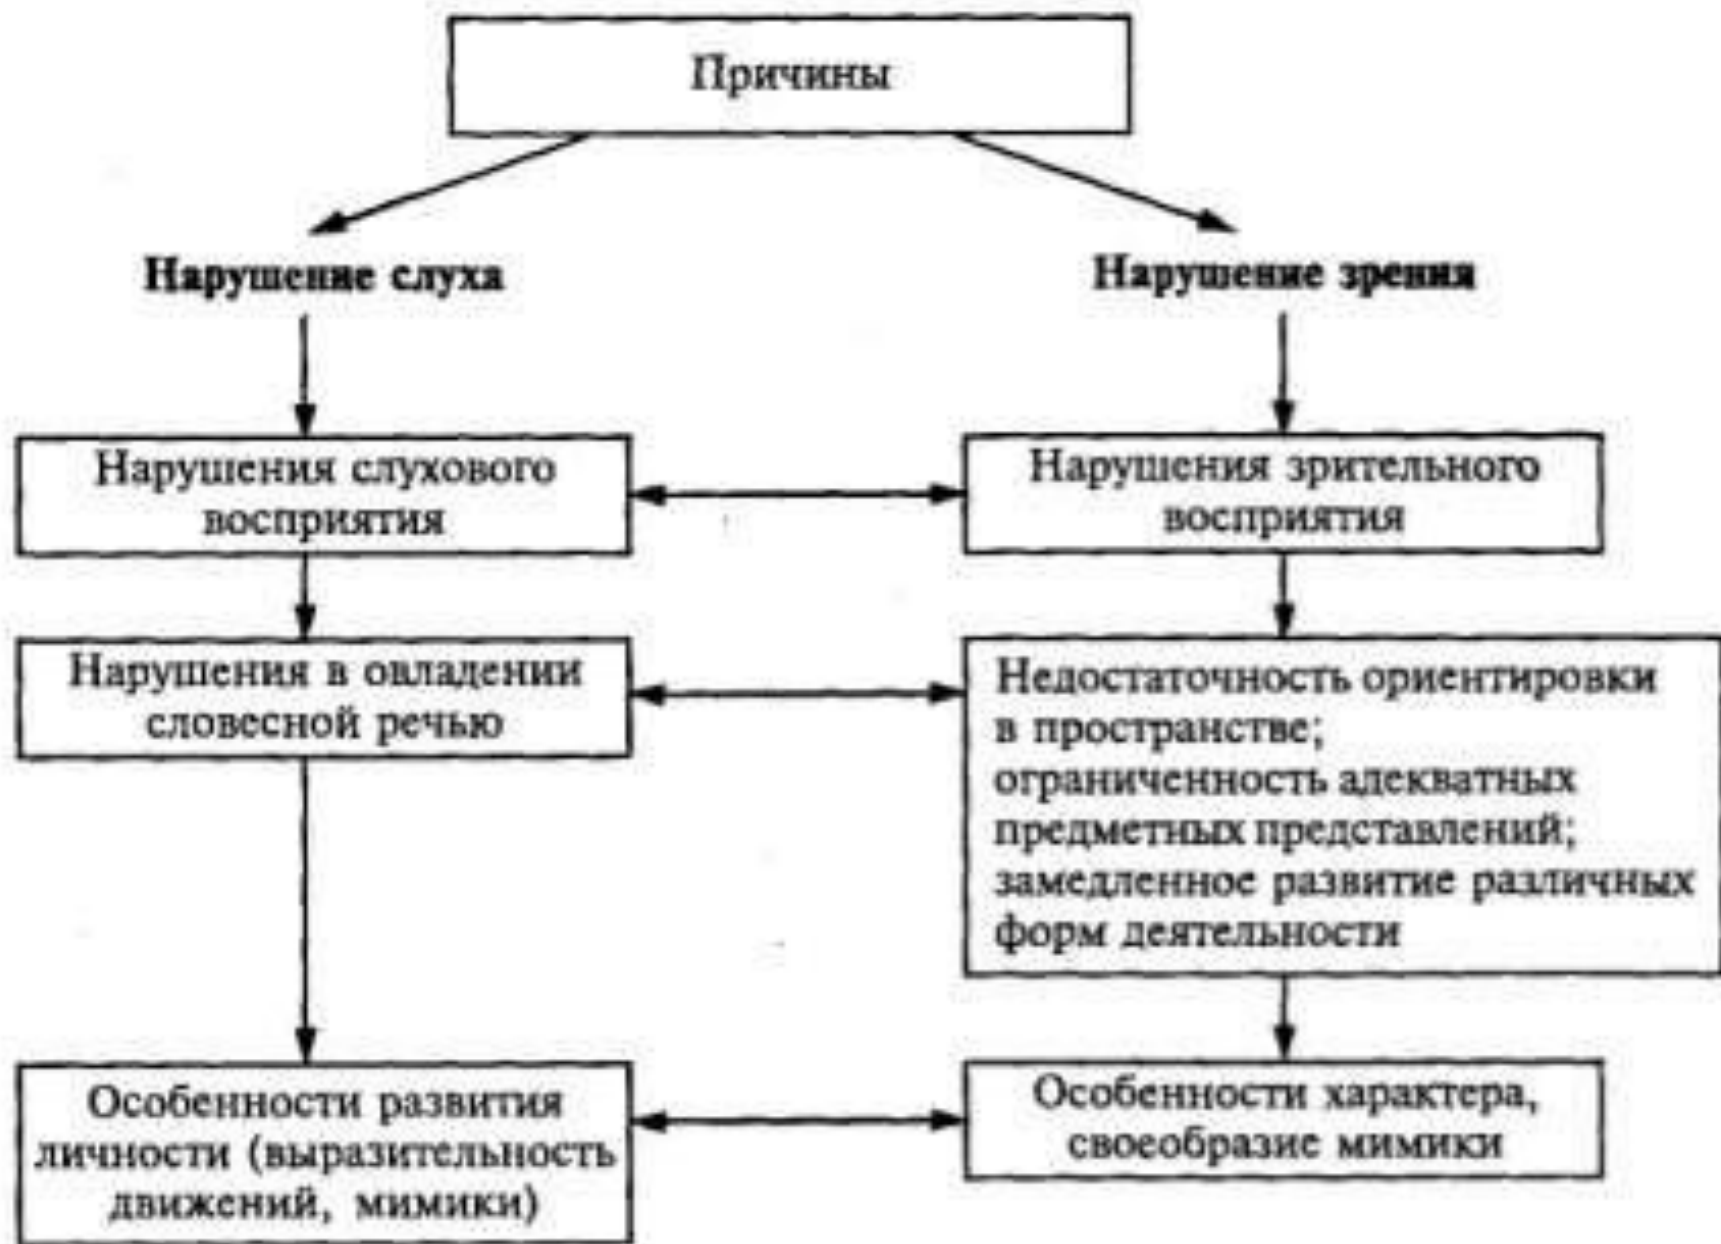 Причины
Нарушение слуха
Нарушение зрения
Нарушения слухового
восприятия
Нарушения зрительного
восприятия
Нарушения в овладении
словесной речью
Недостаточность ориентировки
в пространстве;
ограниченность адекватных
предметных представлений;
замедленное развитие различных
форм деятельности
Особенности развития
личности (выразительность
движений, мимики)
Особенности характера,
своеобразие мимики